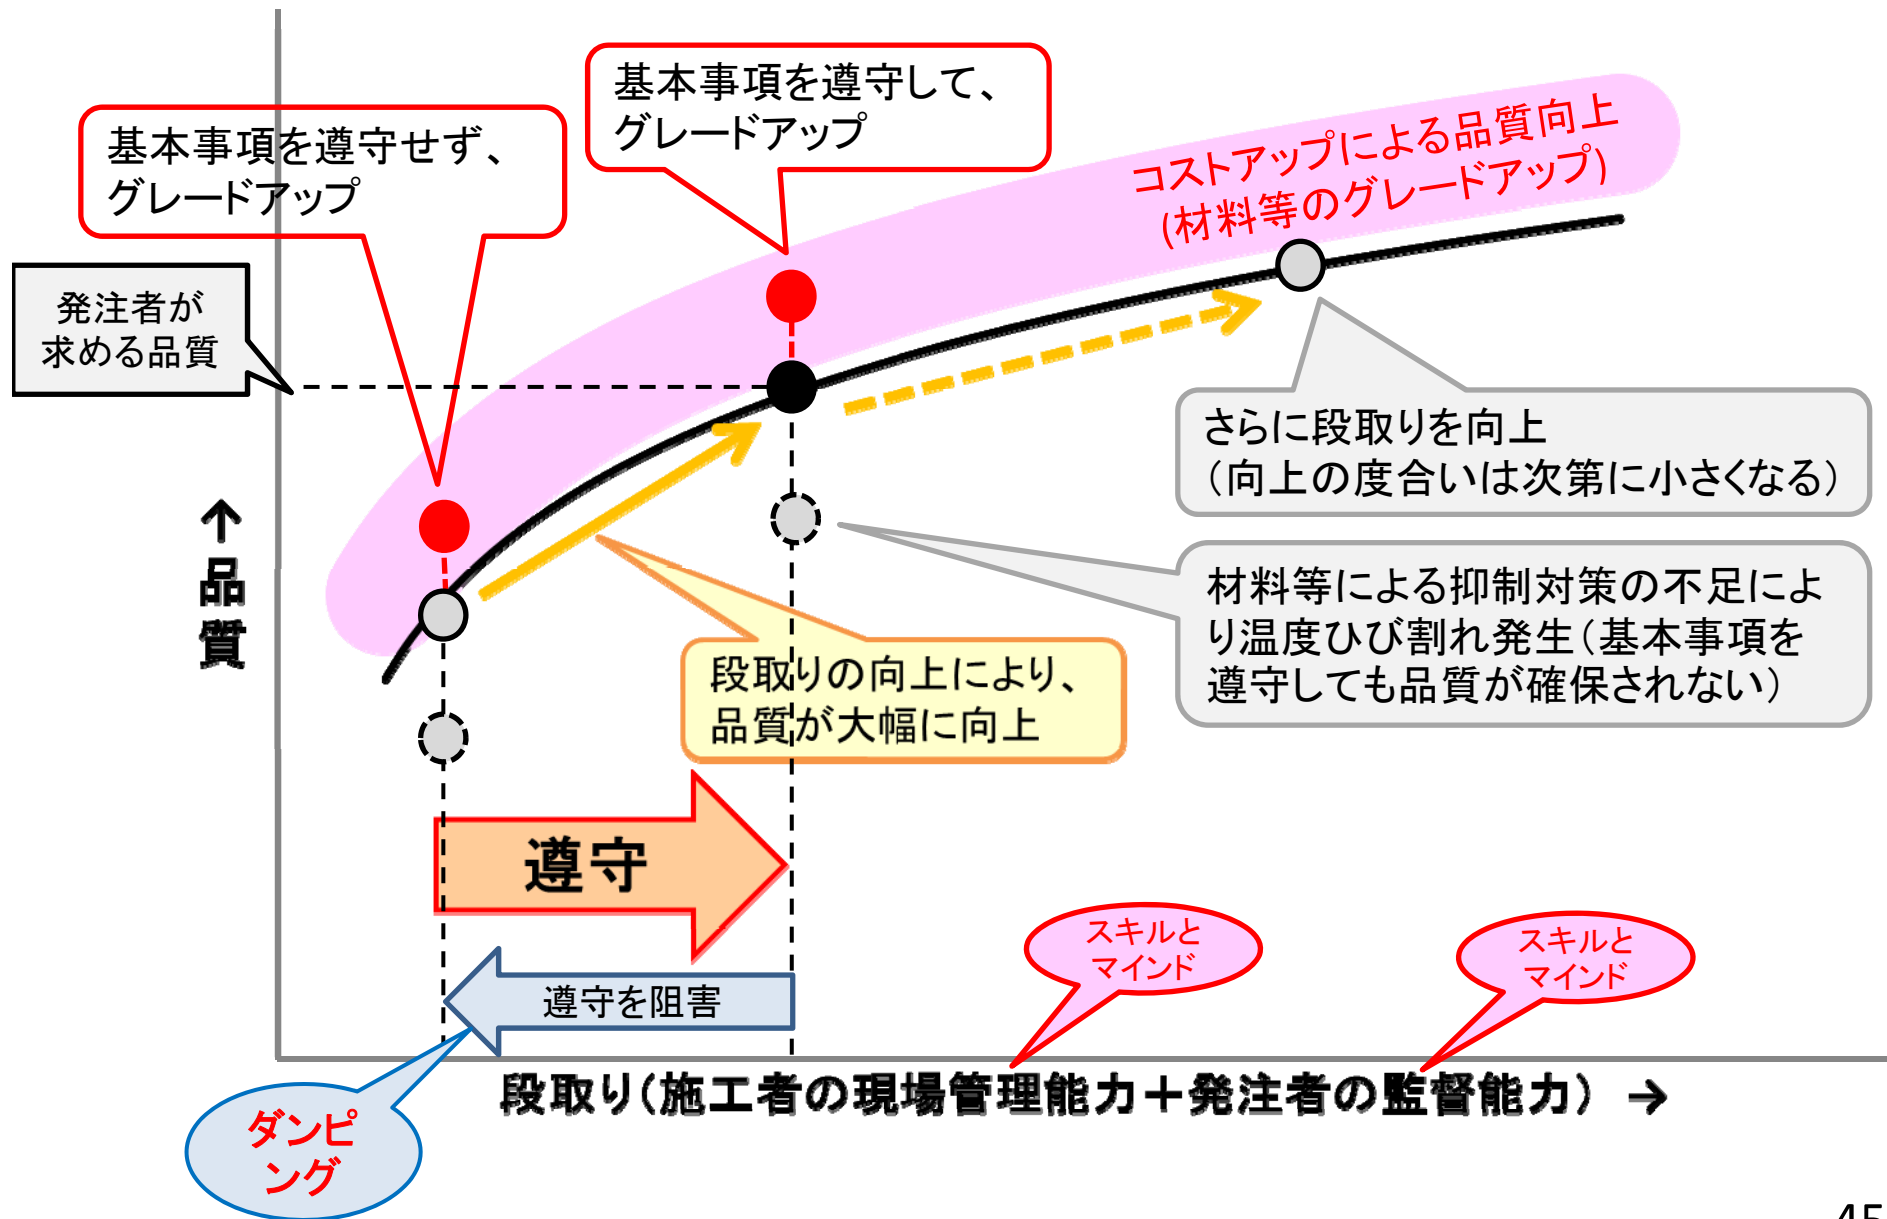 基本事項を遵守して、
グレードアップ
基本事項を遵守せず、
グレードアップ
コストアップによる品質向上
(材料等のグレードアップ)
発注者が
求める品質
さらに段取りを向上
（向上の度合いは次第に小さくなる）
↑品質
材料等による抑制対策の不足によ
り温度ひび割れ発生（基本事項を
遵守しても品質が確保されない）
段取りの向上により、
品質が大幅に向上
遵守
スキルと
マインド
スキルと
マインド
遵守を阻害
段取り（施工者の現場管理能力＋発注者の監督能力） →
ダンピ
ング
45